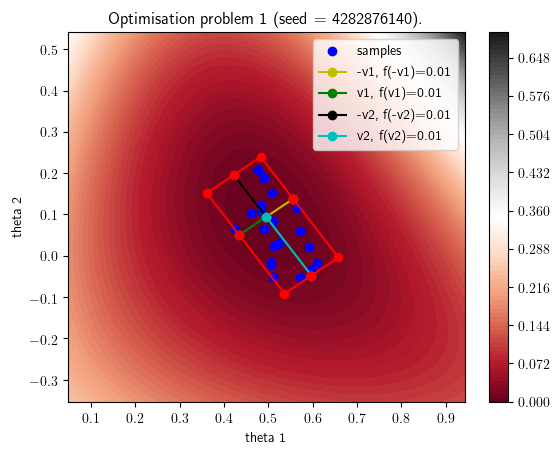 Optimisation problem 1 (seed = 4282876140).
samples
-v1, f(-v1)=0.01
v1, f(v1)=0.01
-v2, f(-v2)=0.01
v2, f(v2)=0.01
theta 2
0.5
0.4
0.3
0.2
0.1
0.0
−0.1
−0.2
−0.3
0.1 0.2 0.3 0.4 0.5 0.6 0.7 0.8 0.9
theta 1
0.648
0.576
0.504
0.432
0.360
0.288
0.216
0.144
0.072
0.000